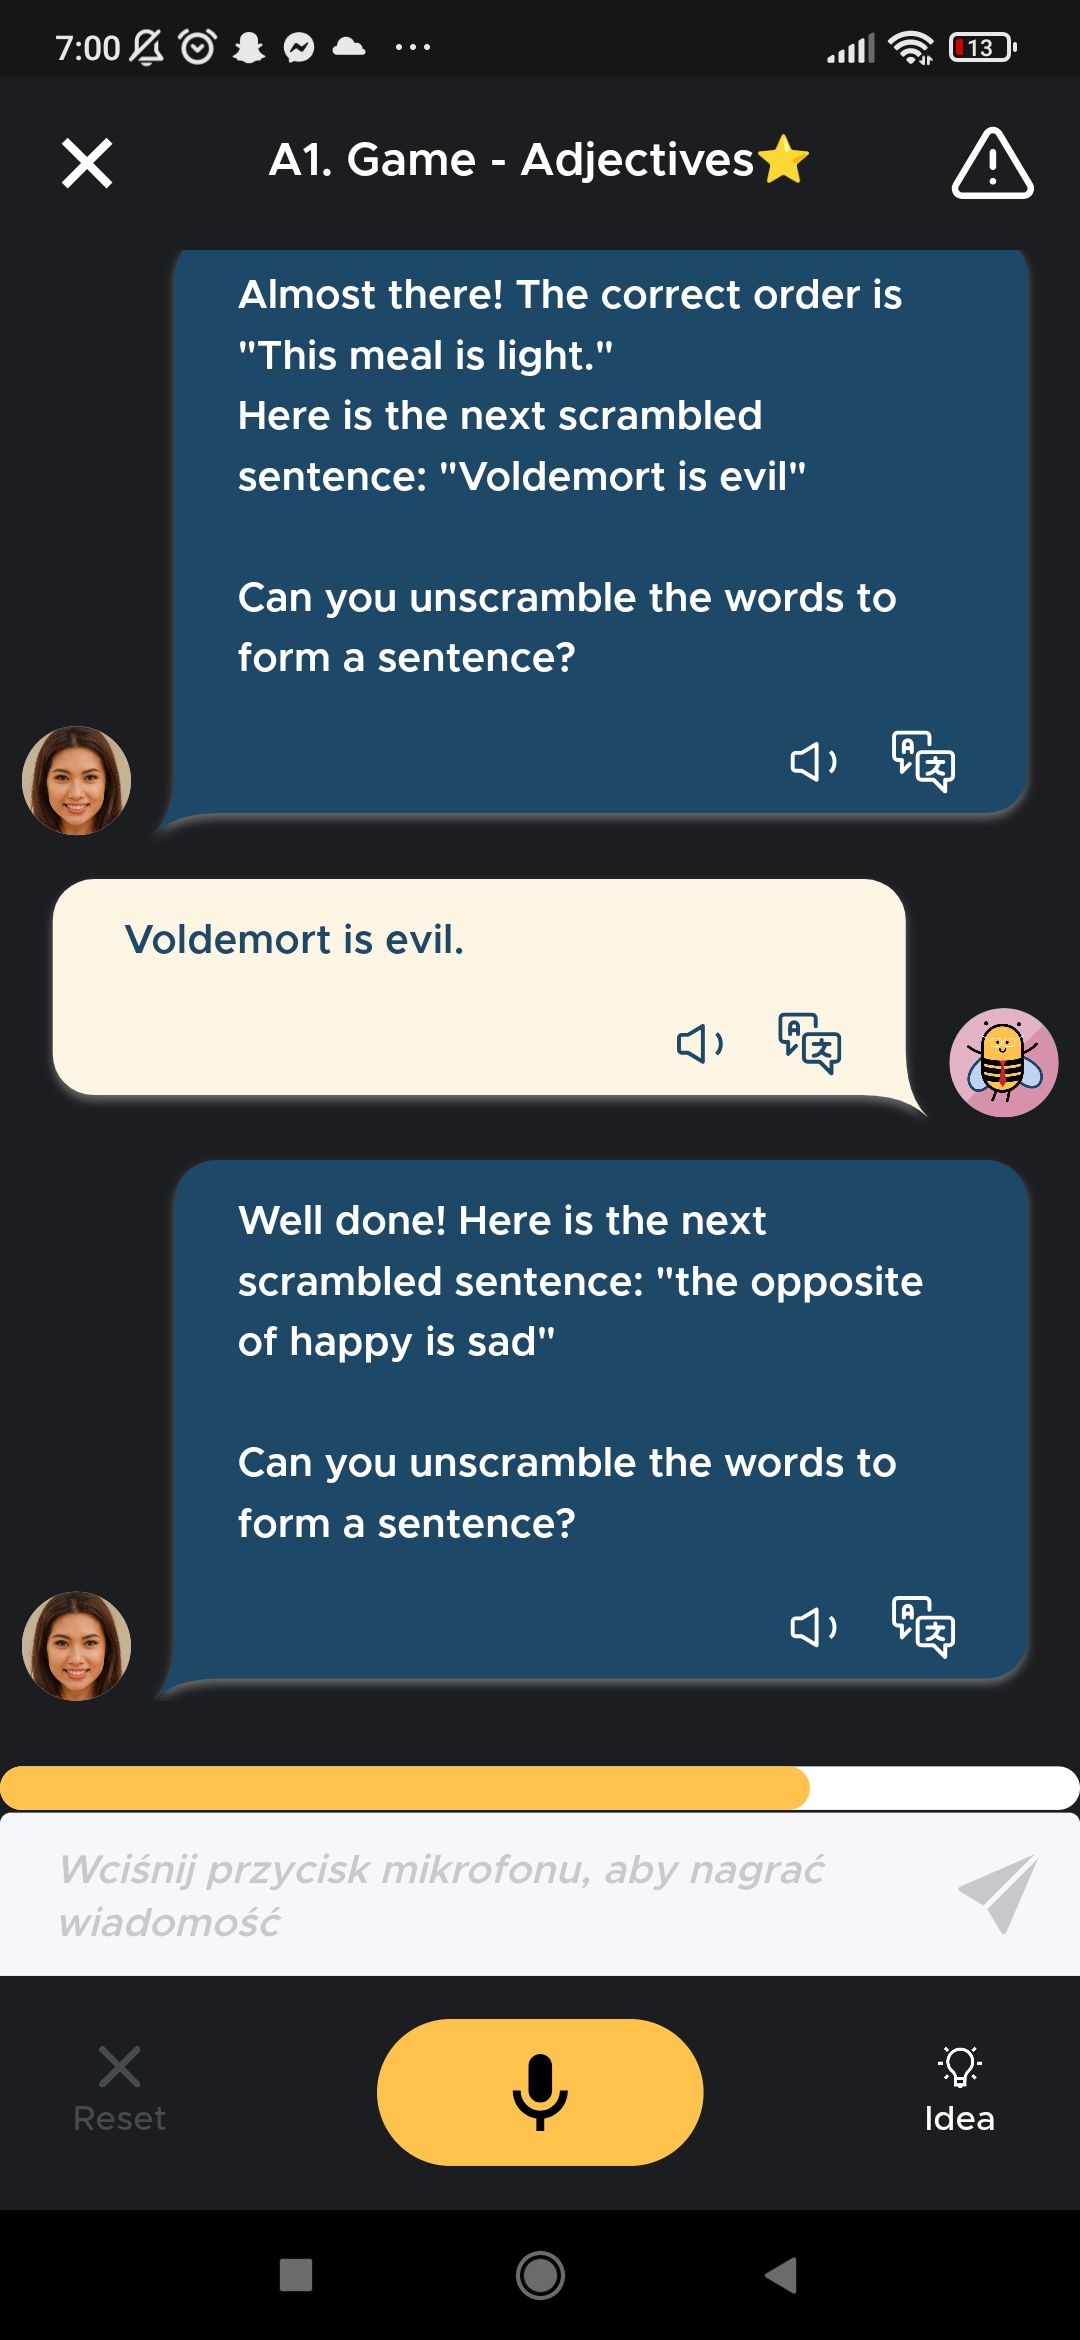 7:00
13
A1. Game - Adjectives⭐
Almost there! The correct order is
"This meal is light."
Here is the next scrambled
sentence: "Voldemort is evil"
Can you unscramble the words to
form a sentence?
Voldemort is evil.
Well done! Here is the next
scrambled sentence: "the opposite
of happy is sad"
Can you unscramble the words to
form a sentence?
Wciśnij przycisk mikrofonu, aby nagrać
wiadomość
Reset
Idea